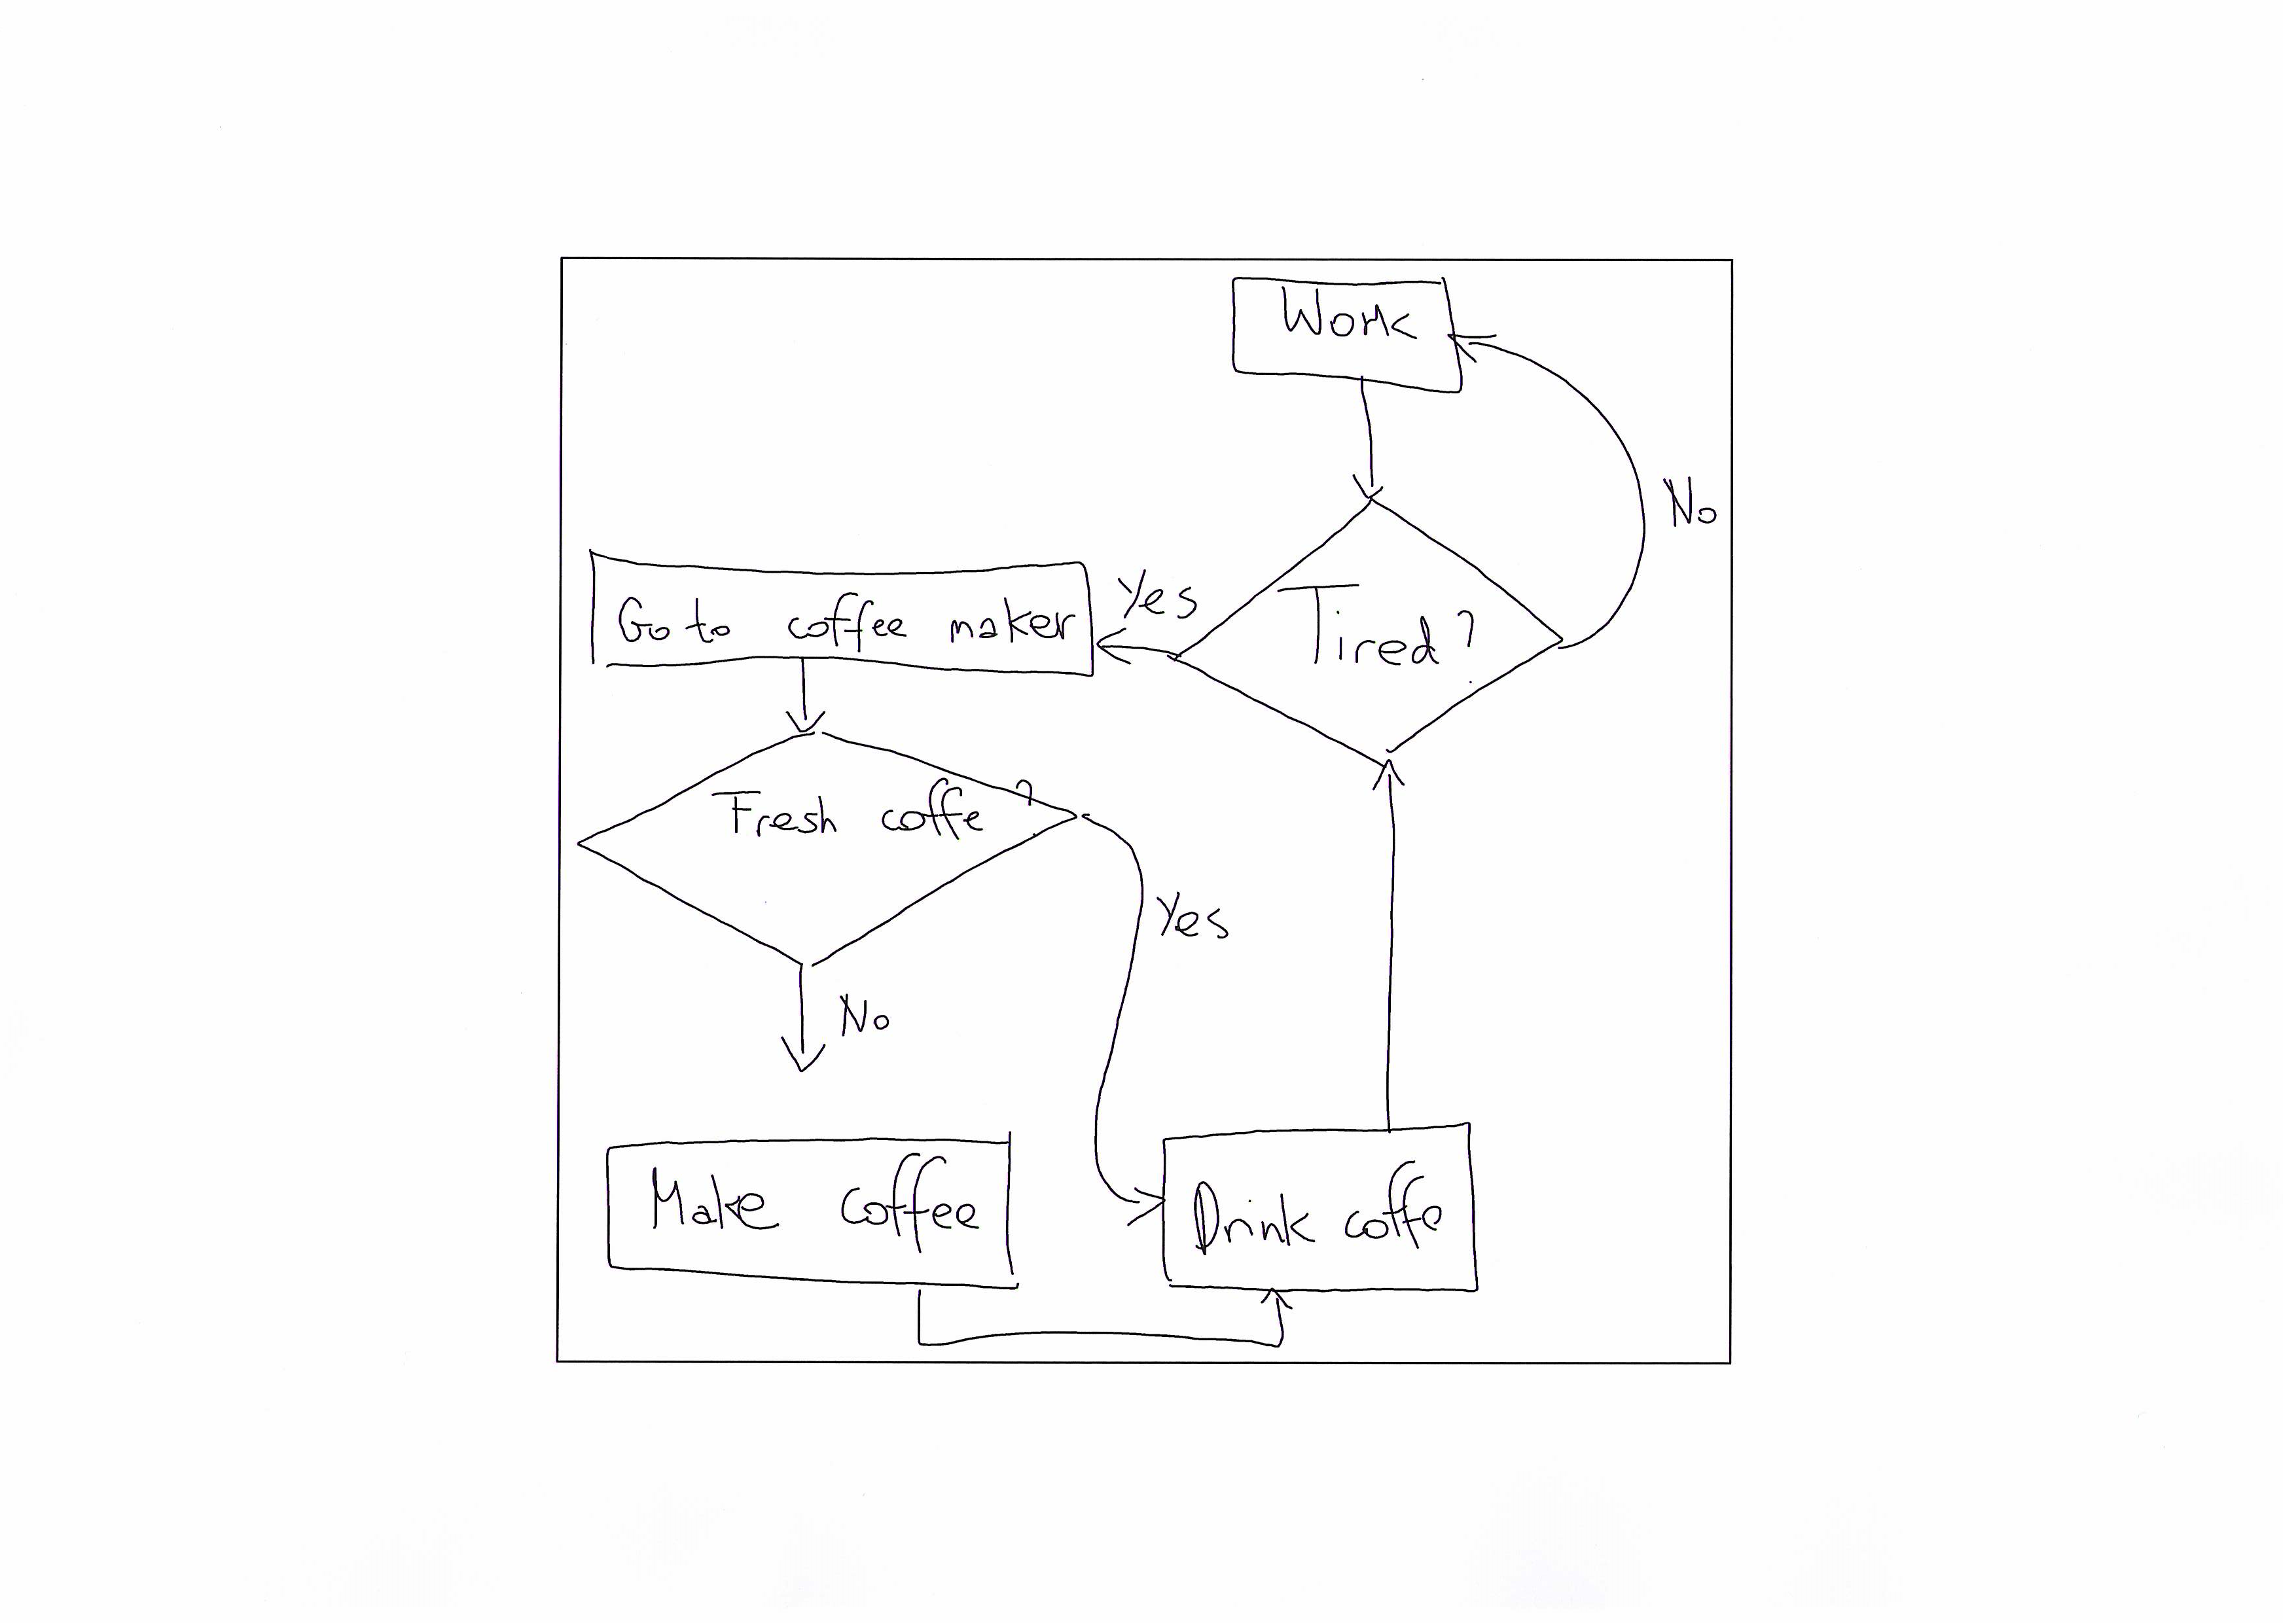 Work
No
Yes
Go to coffee maker
Tired?
Fresh coffe?
Yes
No
Make coffee
Drink coffe